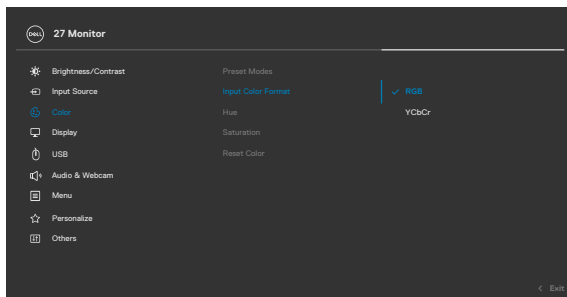 DELL 27 Monitor
Brightness/Contrast
Input Source
Color
Display
USB
Audio & Webcam
Menu
Personalize
Others
Preset Modes
Input Color Format
Hue
Saturation
Reset Color
RGB
YCbCr
Exit